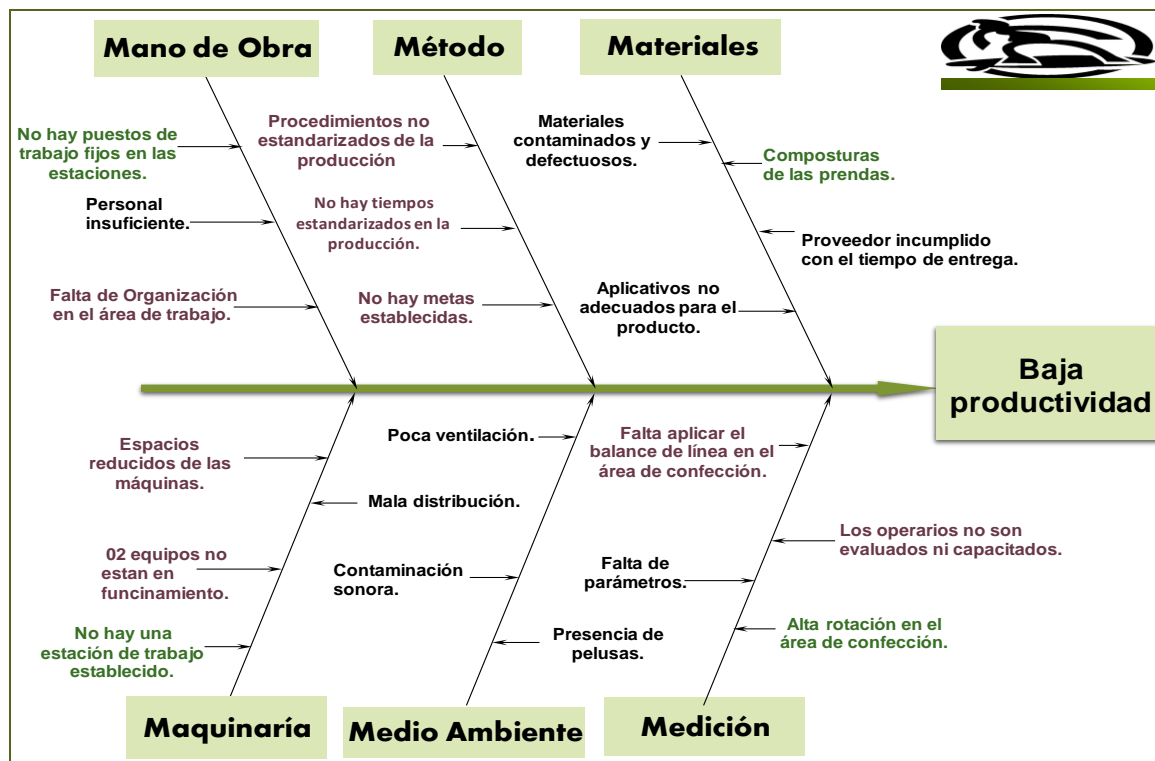 Mano de Obra
Método
Materiales
No hay puestos de
trabajo fijos en las
estaciones.
Personal
insuficiente.
Falta de Organización
en el área de trabajo.
Procedimientos no
estandarizados de la
producción
No hay tiempos
estandarizados en la
producción.
No hay metas
establecidas.
Materiales
contaminados y
defectuosos.
Composturas
de las prendas.
Proveedor incumplido
con el tiempo de entrega.
Aplicativos no
adecuados para el
producto.
Baja
productividad
Espacios
reducidos de las
máquinas.
Mala distribución.
02 equipos no
estan en
funcinamiento.
No hay una
estación de trabajo
establecido.
Poca ventilación.
Contaminación
sonora.
Presencia de
pelusas.
Falta aplicar el
balance de línea en el
área de confección.
Los operarios no son
evaluados ni capacitados.
Falta de
parámetros.
Alta rotación en el
área de confección.
Maquinaría
Medio Ambiente
Medición